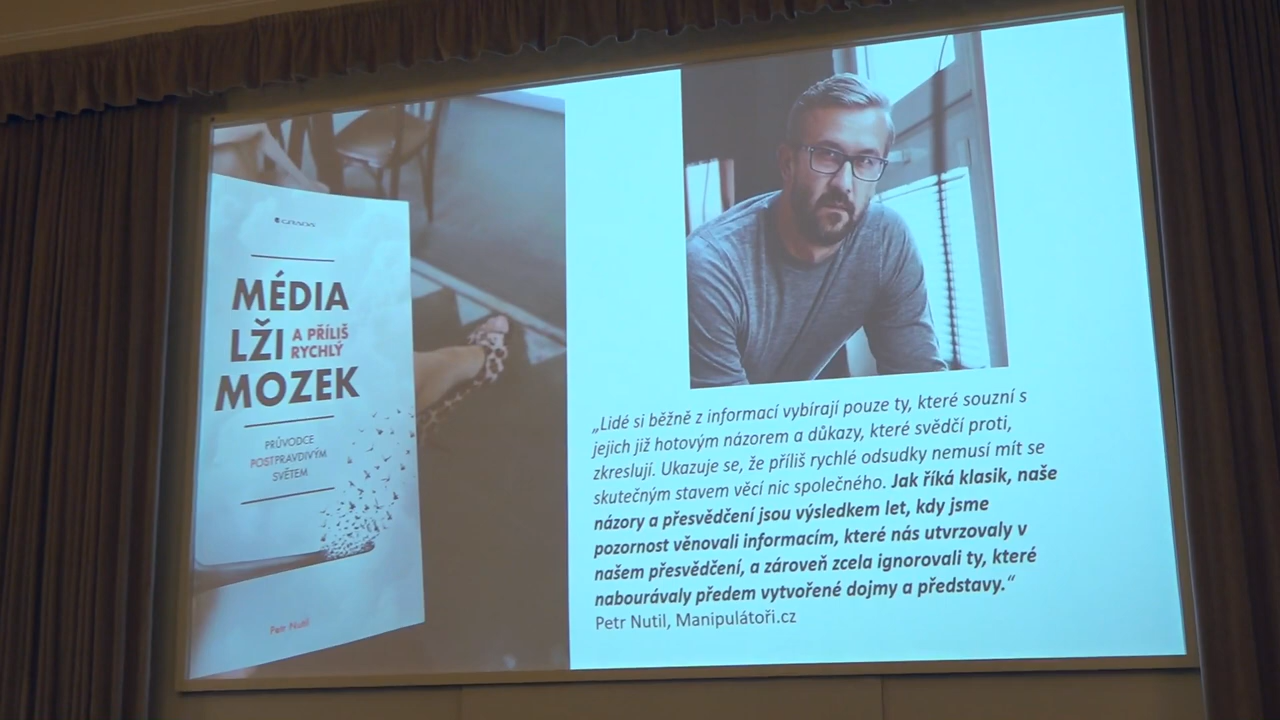 GRADA
MÉDIA
LŽI A PŘÍLIŠ
RYCHLÝ
MOZEK
PRŮVODCE
POSTPRAVDIVÝM
SVĚTEM
Petr Nutil
„Lidé si běžně z informací vybírají pouze ty, které souzní s
jejich již hotovým názorem a důkazy, které svědčí proti,
zkreslují. Ukazuje se, že příliš rychlé odsudky nemusí mít se
skutečným stavem věcí nic společného. Jak říká klasik, naše
názory a přesvědčení jsou výsledkem let, kdy jsme
pozornost věnovali informacím, které nás utvrzovaly v
našem přesvědčení, a zároveň zcela ignorovali ty, které
nabourávaly předem vytvořené dojmy a představy.“
Petr Nutil, Manipulátoři.cz